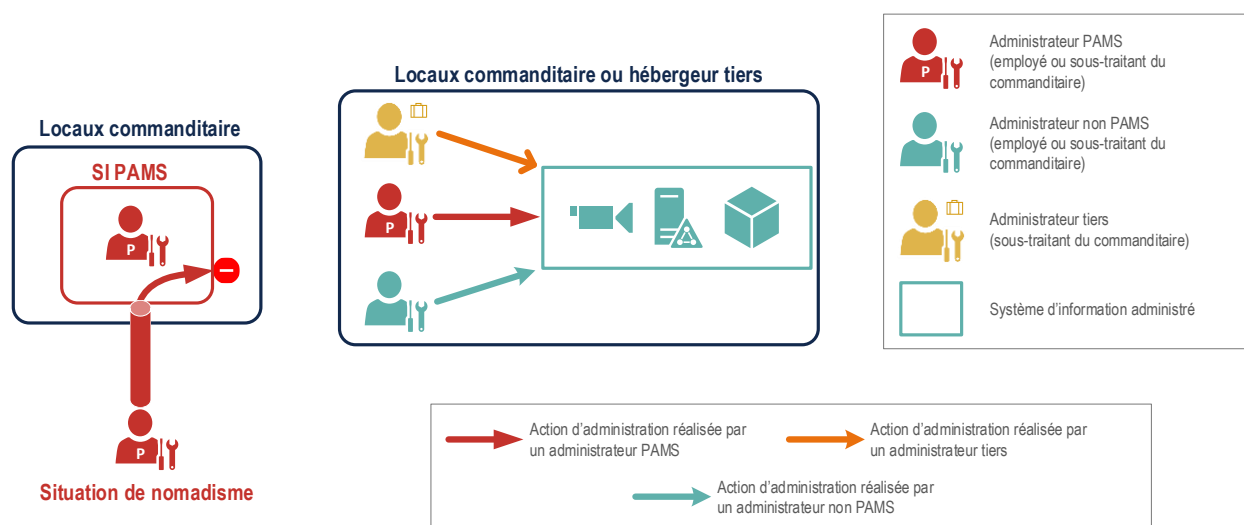 Locaux commanditaire
SI PAMS
P
P
Situation de nomadisme
Locaux commanditaire ou hébergeur tiers
P
P
Administrateur PAMS
(employé ou sous-traitant du
commanditaire)
Administrateur non PAMS
(employé ou sous-traitant du
commanditaire)
Administrateur tiers
(sous-traitant du commanditaire)
Système d'information administré
Action d'administration réalisée par
un administrateur PAMS
Action d'administration réalisée par
un administrateur tiers
Action d'administration réalisée par
un administrateur non PAMS